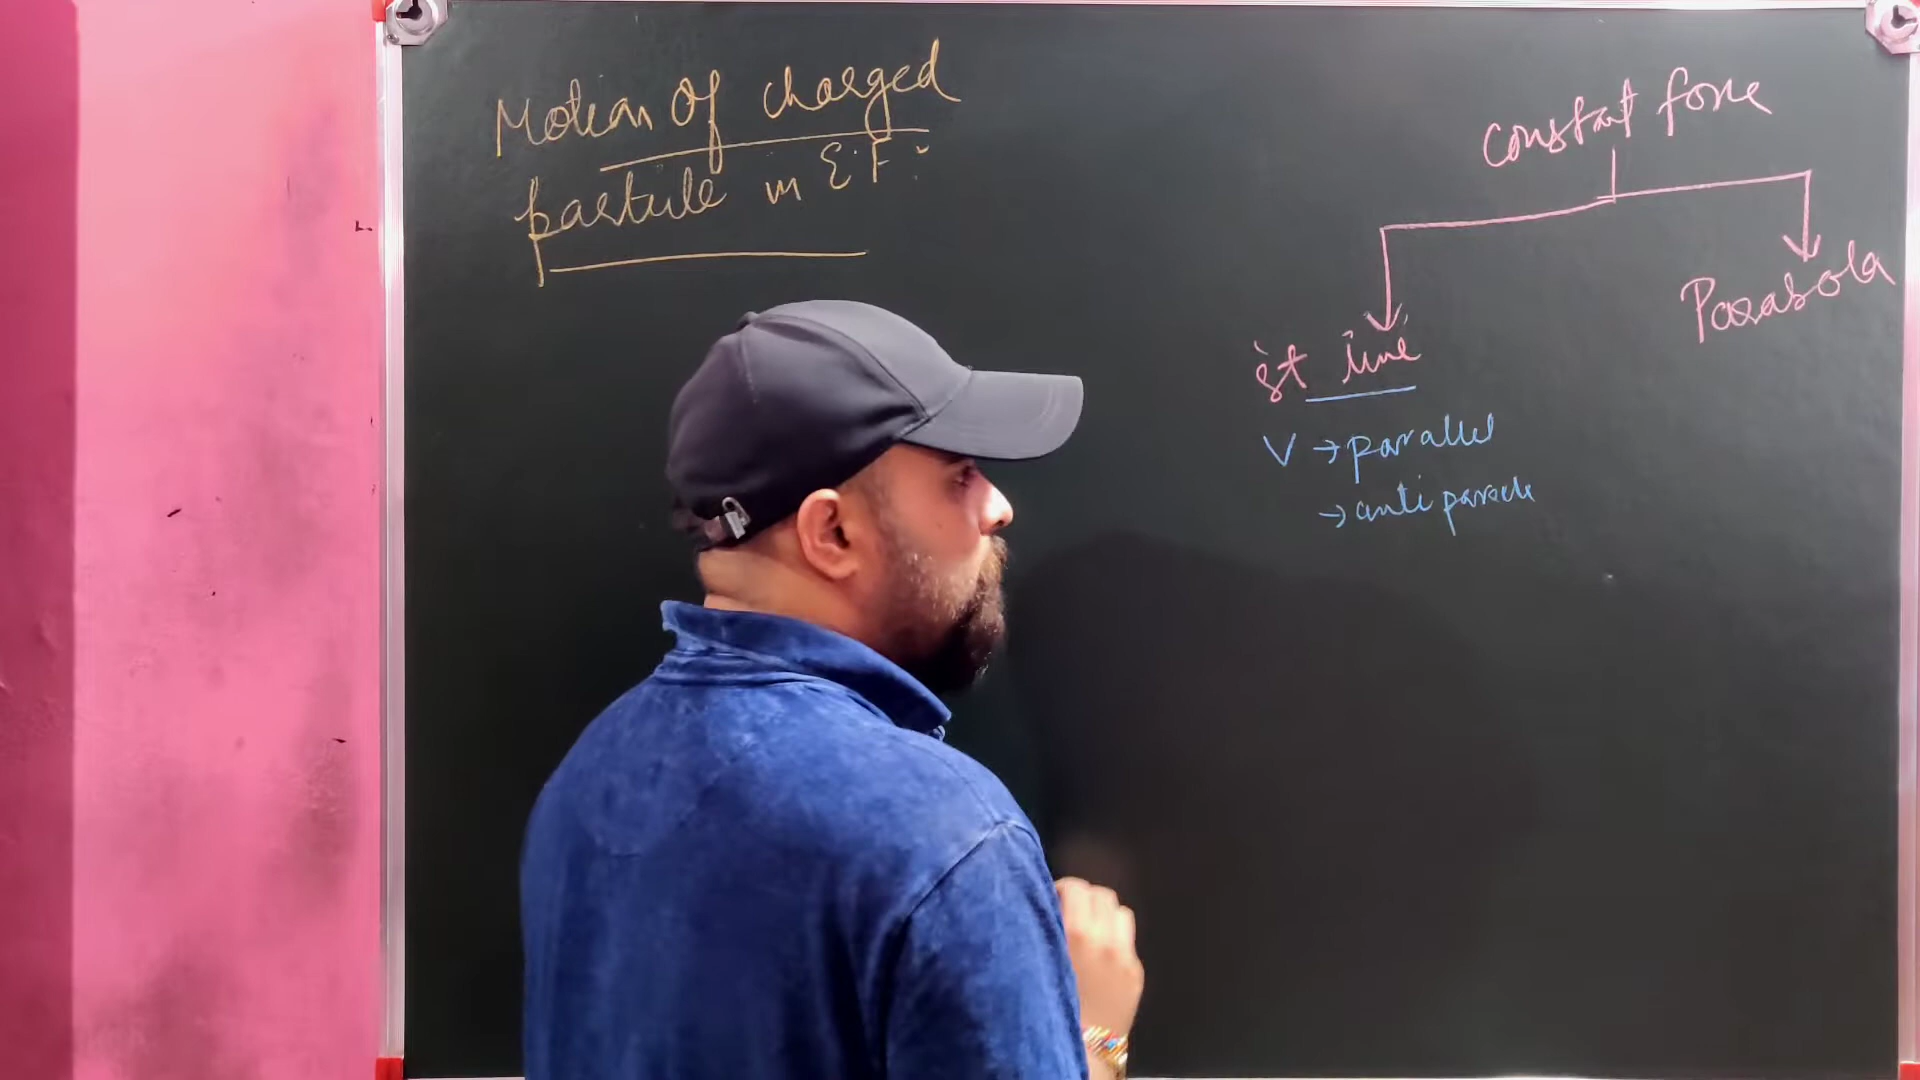 Motion Of charged
particle in E.F:
constant force
st line
Parabola
V → parallel
→ anti parallel